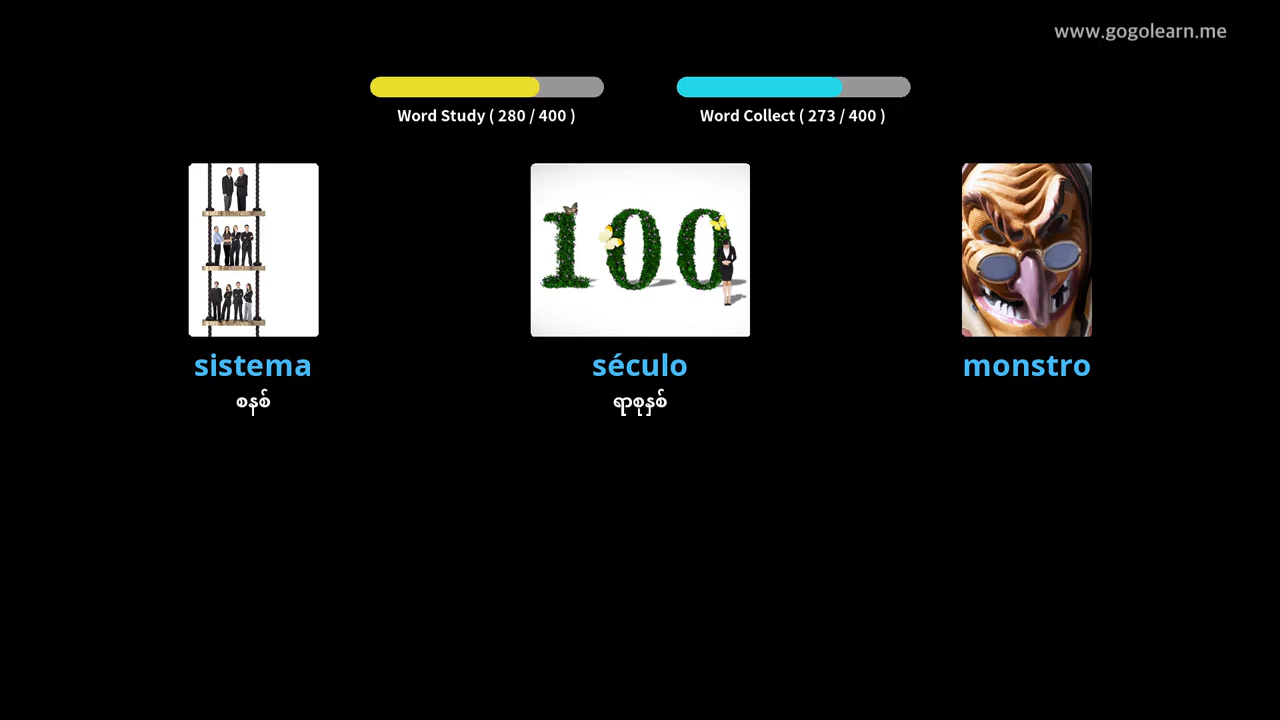 www.gogolearn.me
Word Study ( 280 / 400 )
Word Collect ( 273 / 400 )
100
sistema
século
monstro
စနစ်
ရာစုနှစ်